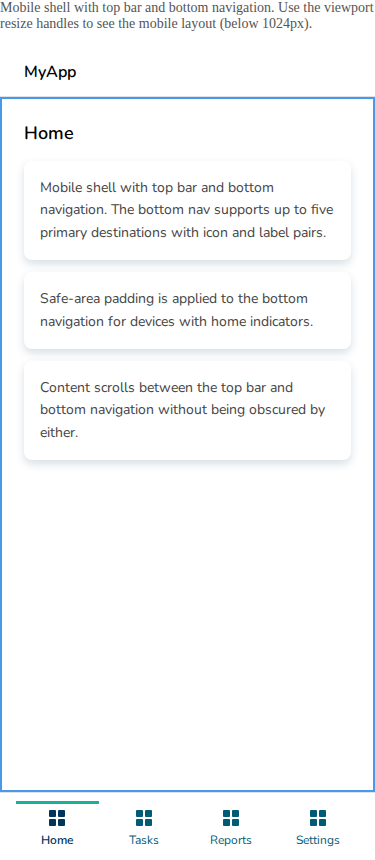 Mobile shell with top bar and bottom navigation. Use the viewport
resize handles to see the mobile layout (below 1024px).
MyApp
Home
Mobile shell with top bar and bottom
navigation. The bottom nav supports up to five
primary destinations with icon and label pairs.
Safe-area padding is applied to the bottom
navigation for devices with home indicators.
Content scrolls between the top bar and
bottom navigation without being obscured by
either.
Home
Tasks
Reports
Settings